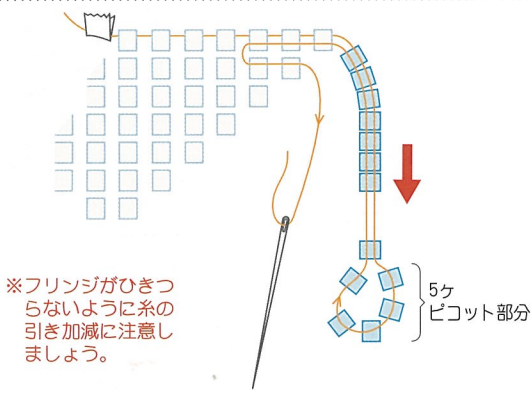 ※フリンジがひきつ
らないように糸の
引き加減に注意し
ましょう。
5ケ
ピコット部分